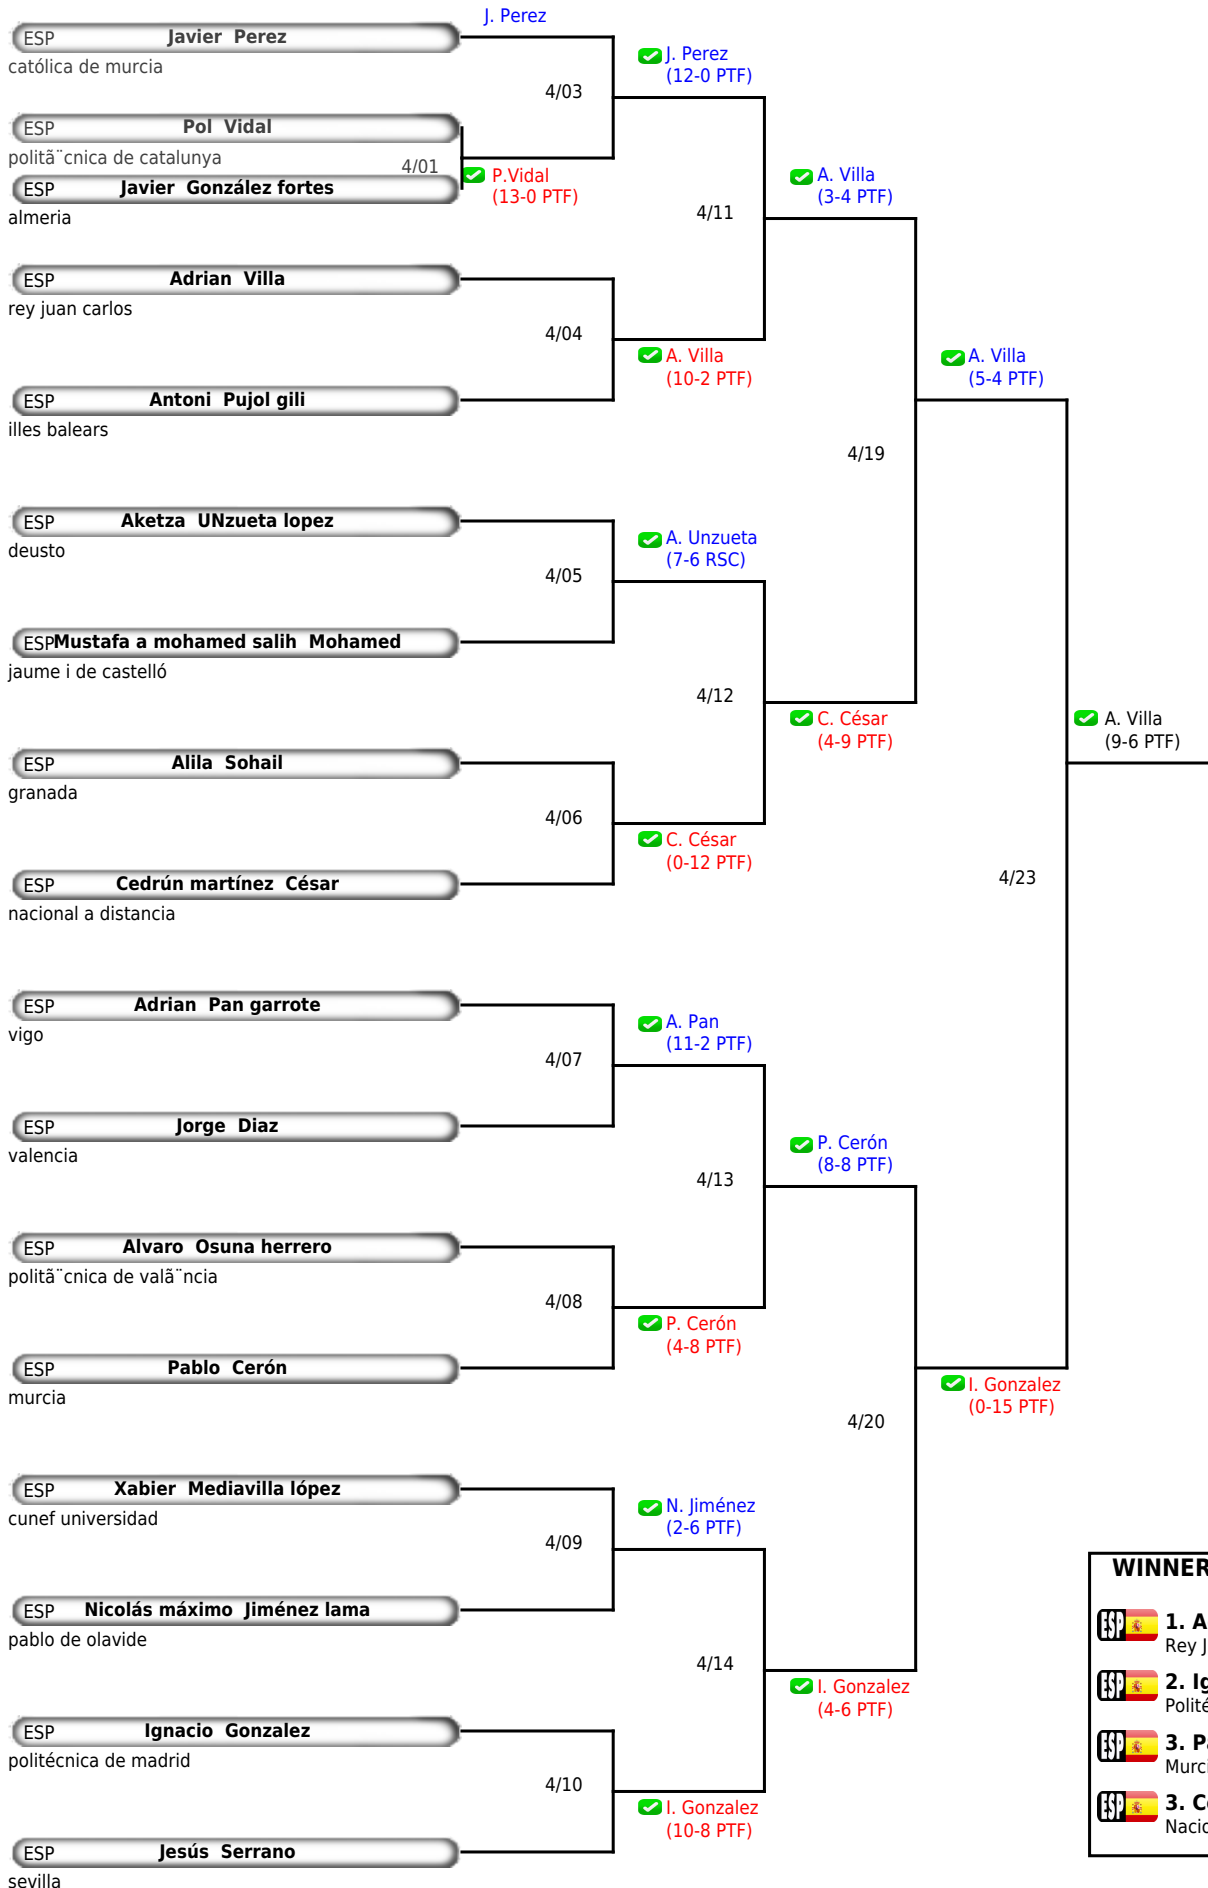 J. Perez
ESP Javier Perez
católica de murcia
J. Perez
(12-0 PTF)
4/03
ESP Pol Vidal
politã¨cnica de catalunya
4/01
P.Vidal
(13-0 PTF)
ESP Javier González fortes
almeria
A. Villa
(3-4 PTF)
4/11
ESP Adrian Villa
rey juan carlos
4/04
A. Villa
(10-2 PTF)
A. Villa
(5-4 PTF)
ESP Antoni Pujol gili
illes balears
4/19
ESP Aketza UNzueta lopez
deusto
A. Unzueta
(7-6 RSC)
4/05
ESP Mustafa a mohamed salih Mohamed
jaume i de castelló
4/12
C. César
(4-9 PTF)
A. Villa
(9-6 PTF)
ESP Alila Sohail
granada
4/06
C. César
(0-12 PTF)
ESP Cedrún martínez César
nacional a distancia
4/23
ESP Adrian Pan garrote
vigo
A. Pan
(11-2 PTF)
4/07
ESP Jorge Diaz
valencia
P. Cerón
(8-8 PTF)
4/13
ESP Alvaro Osuna herrero
politã¨cnica de valã¨ncia
4/08
P. Cerón
(4-8 PTF)
ESP Pablo Cerón
murcia
I. Gonzalez
(0-15 PTF)
4/20
ESP Xabier Mediavilla lópez
cunef universidad
N. Jiménez
(2-6 PTF)
4/09
ESP Nicolás máximo Jiménez lama
pablo de olavide
4/14
I. Gonzalez
(4-6 PTF)
ESP Ignacio Gonzalez
politécnica de madrid
4/10
I. Gonzalez
(10-8 PTF)
ESP Jesús Serrano
sevilla
WINNER
ESP 1. A
Rey J
ESP 2. Ig
Polité
ESP 3. Pa
Murci
ESP 3. Ce
Nacio